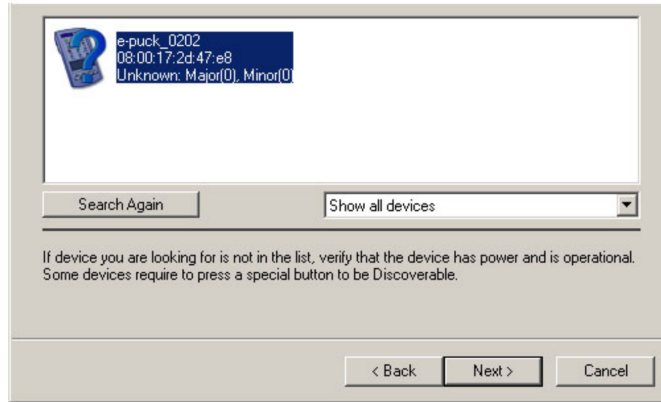 e-puck_0202
08:00:17:2d:47:e8
Unknown: Major(0), Minor(0)
Search Again
Show all devices
If device you are looking for is not in the list, verify that the device has power and is operational.
Some devices require to press a special button to be Discoverable.
< Back
Next >
Cancel